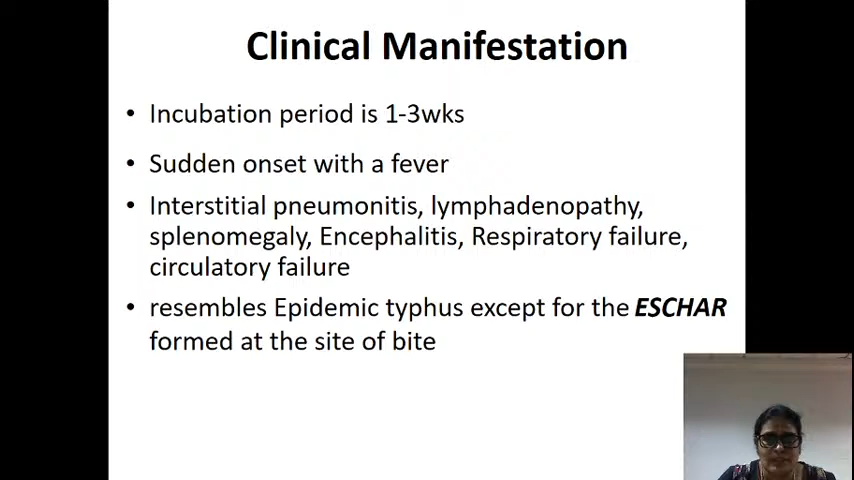 Clinical Manifestation
• Incubation period is 1-3wks
• Sudden onset with a fever
• Interstitial pneumonitis, lymphadenopathy,
splenomegaly, Encephalitis, Respiratory failure,
circulatory failure
• resembles Epidemic typhus except for the ESCHAR
formed at the site of bite